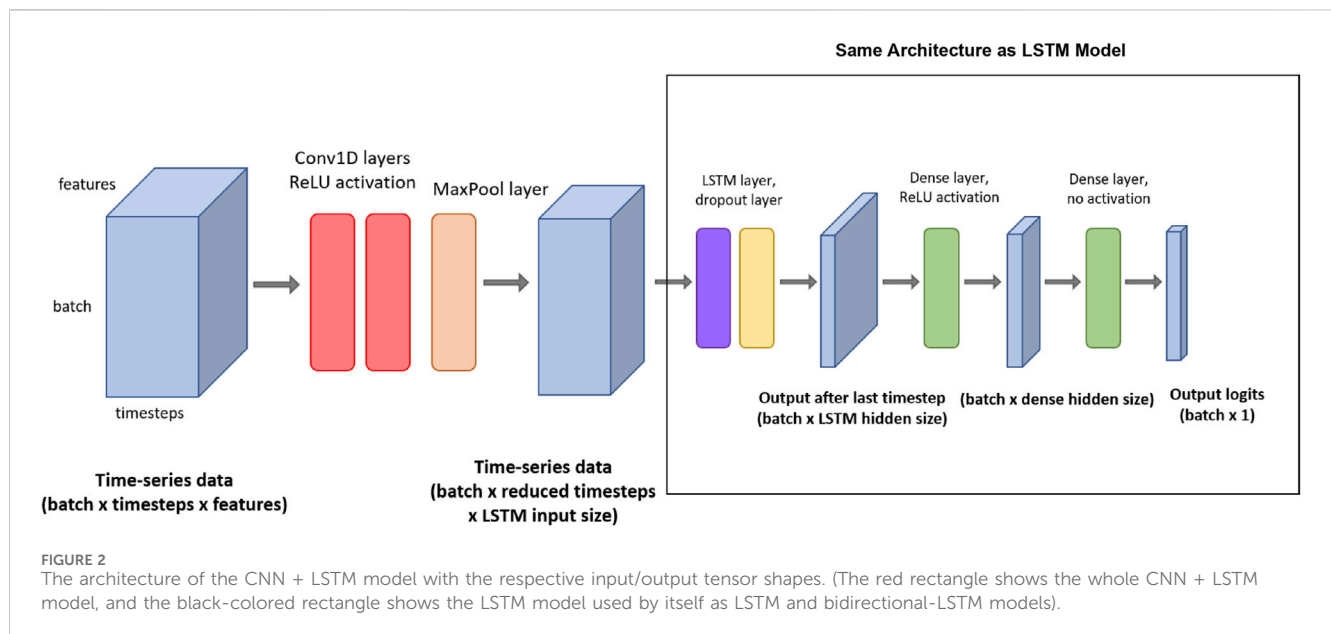 Same Architecture as LSTM Model
features
batch
timesteps
Time-series data
(batch x timesteps x features)
Conv1D layers
ReLU activation
MaxPool layer
Time-series data
(batch x reduced timesteps
x LSTM input size)
LSTM layer,
dropout layer
Output after last timestep
(batch x LSTM hidden size)
Dense layer,
ReLU activation
(batch x dense hidden size)
Dense layer,
no activation
Output logits
(batch x 1)
FIGURE 2
The architecture of the CNN + LSTM model with the respective input/output tensor shapes. (The red rectangle shows the whole CNN + LSTM
model, and the black-colored rectangle shows the LSTM model used by itself as LSTM and bidirectional-LSTM models).